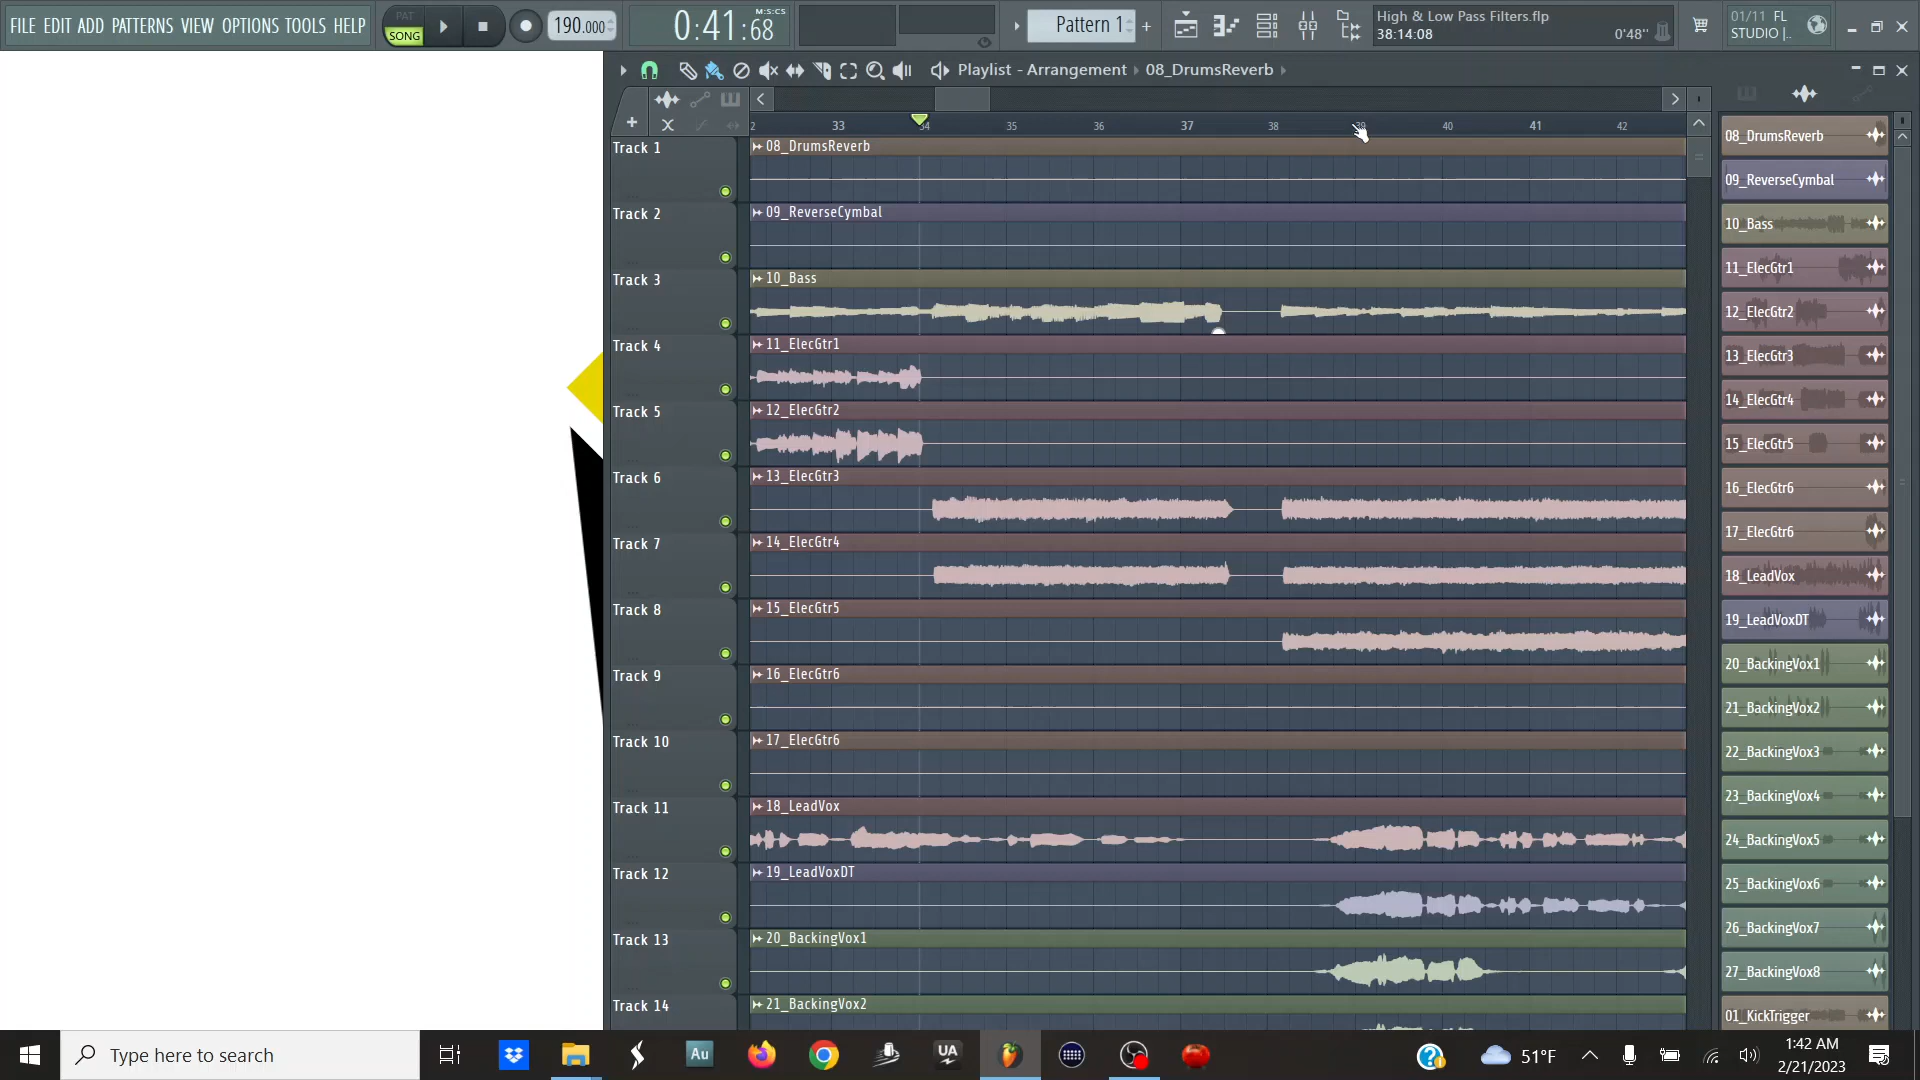 FILE EDIT ADD PATTERNS VIEW OPTIONS TOOLS HELP
PAT
SONG
190.000
0:41:68
M:S:CS
Pattern 1
High & Low Pass Filters.flp
38:14:08
0'48"
01/11 FL
STUDIO |..
Playlist - Arrangement
08_DrumsReverb
2 33 34 35 36 37 38 39 40 41 42
Track 1
08_DrumsReverb
Track 2
09_ReverseCymbal
Track 3
10_Bass
Track 4
11_ElecGtr1
Track 5
12_ElecGtr2
Track 6
13_ElecGtr3
Track 7
14_ElecGtr4
Track 8
15_ElecGtr5
Track 9
16_ElecGtr6
Track 10
17_ElecGtr6
Track 11
18_LeadVox
Track 12
19_LeadVoxDT
Track 13
20_BackingVox1
Track 14
21_BackingVox2
08_DrumsReverb
09_ReverseCymbal
10_Bass
11_ElecGtr1
12_ElecGtr2
13_ElecGtr3
14_ElecGtr4
15_ElecGtr5
16_ElecGtr6
17_ElecGtr6
18_LeadVox
19_LeadVoxDT
20_BackingVox1
21_BackingVox2
22_BackingVox3
23_BackingVox4
24_BackingVox5
25_BackingVox6
26_BackingVox7
27_BackingVox8
01_KickTrigger
Type here to search
Au
UA
51°F
1:42 AM
2/21/2023